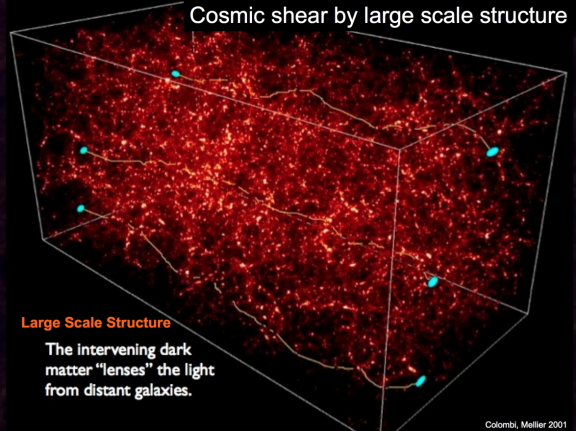 Cosmic shear by large scale structure
Large Scale Structure
The intervening dark
matter “lenses” the light
from distant galaxies.
Colombi, Mellier 2001